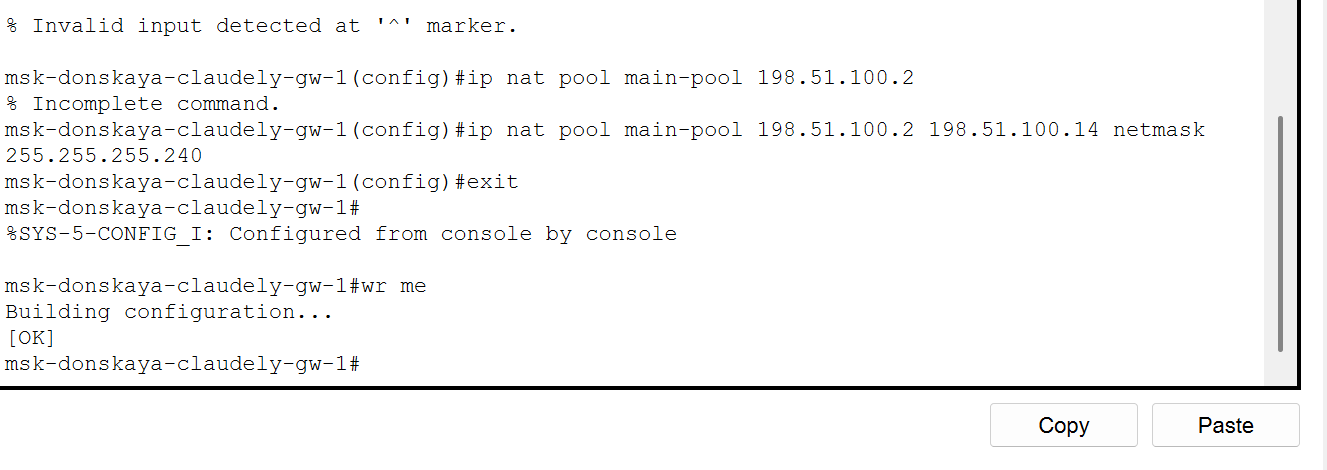 % Invalid input detected at '^' marker.
msk-donskaya-claudely-gw-1(config)#ip nat pool main-pool 198.51.100.2
% Incomplete command.
msk-donskaya-claudely-gw-1(config)#ip nat pool main-pool 198.51.100.2 198.51.100.14 netmask
255.255.255.240
msk-donskaya-claudely-gw-1(config)#exit
msk-donskaya-claudely-gw-1#
%SYS-5-CONFIG_I: Configured from console by console
msk-donskaya-claudely-gw-1#wr me
Building configuration...
[OK]
msk-donskaya-claudely-gw-1#
Copy
Paste